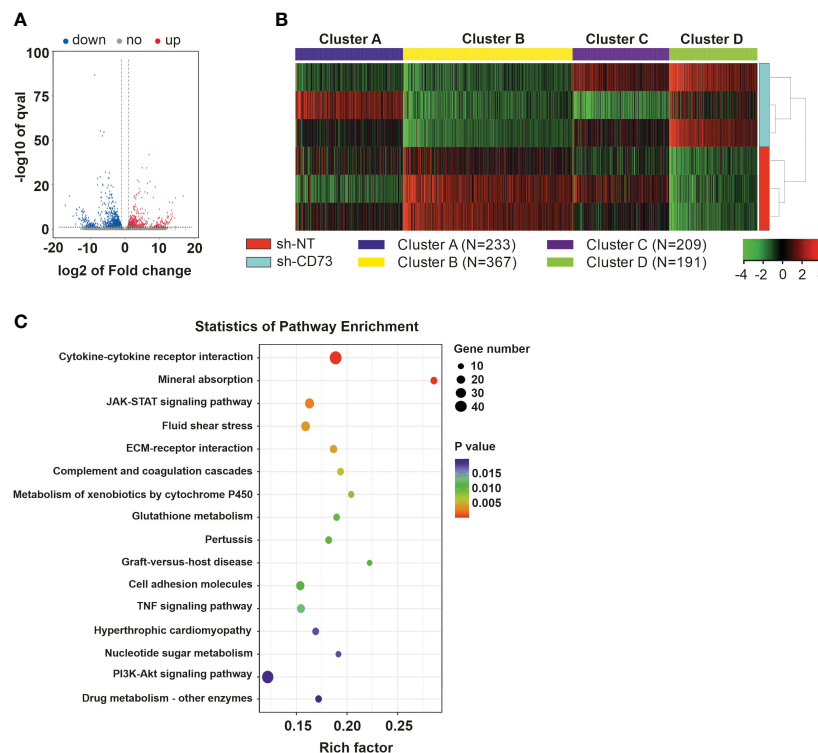 A
down no up
-log10 of qval
100
75
50
20
0
-20 -10 0 10 20
log2 of Fold change
B
Cluster A Cluster B Cluster C Cluster D
sh-NT Cluster A (N=233) Cluster C (N=209)
sh-CD73 Cluster B (N=367) Cluster D (N=191)
-4 -2 0 2 4
C
Statistics of Pathway Enrichment
Cytokine-cytokine receptor interaction
Mineral absorption
JAK-STAT signaling pathway
Fluid shear stress
ECM-receptor interaction
Complement and coagulation cascades
Metabolism of xenobiotics by cytochrome P450
Glutathione metabolism
Pertussis
Graft-versus-host disease
Cell adhesion molecules
TNF signaling pathway
Hyperthrophic cardiomyopathy
Nucleotide sugar metabolism
PI3K-Akt signaling pathway
Drug metabolism - other enzymes
0.15 0.20 0.25
Rich factor
Gene number
10
20
30
40
P value
0.015
0.010
0.005